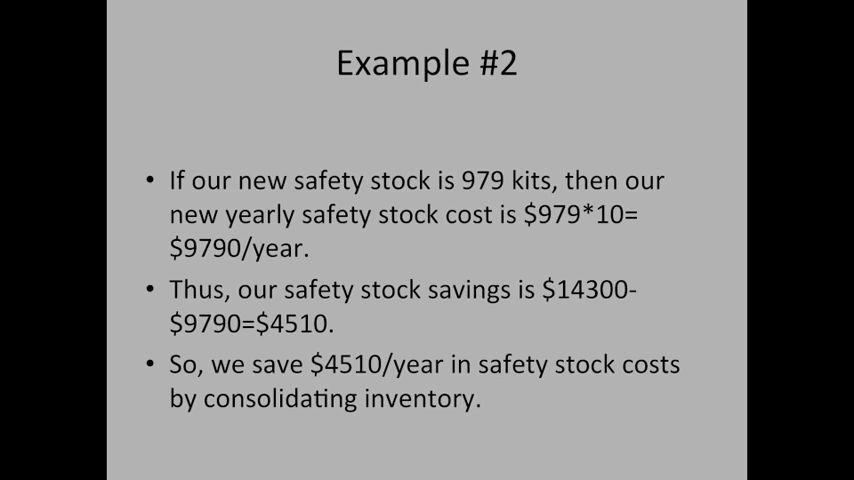 Example #2
• If our new safety stock is 979 kits, then our
new yearly safety stock cost is $979*10=
$9790/year.
• Thus, our safety stock savings is $14300-
$9790=$4510.
• So, we save $4510/year in safety stock costs
by consolidating inventory.